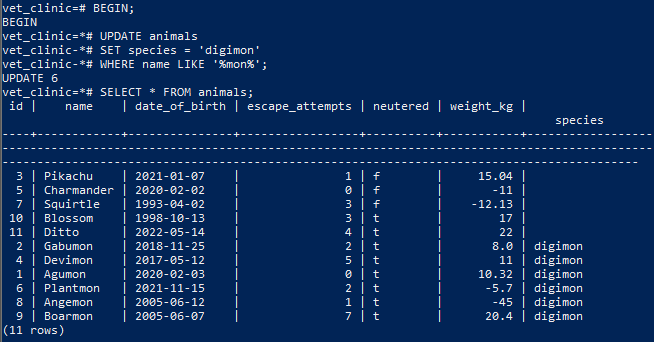 vet_clinic=# BEGIN;
BEGIN
vet_clinic=*# UPDATE animals
vet_clinic-*# SET species = 'digimon'
vet_clinic-*# WHERE name LIKE '%mon%';
UPDATE 6
vet_clinic=*# SELECT * FROM animals;
 id |    name    | date_of_birth | escape_attempts | neutered | weight_kg |
species
----+------------+---------------+-----------------+----------+-----------+------------------
  3 | Pikachu    | 2021-01-07    |               1 | f        |     15.04 |
  5 | Charmander | 2020-02-02    |               0 | f        |       -11 |
  7 | Squirtle   | 1993-04-02    |               3 | f        |    -12.13 |
 10 | Blossom    | 1998-10-13    |               3 | t        |        17 |
 11 | Ditto      | 2022-05-14    |               4 | t        |        22 |
  2 | Gabumon    | 2018-11-25    |               2 | t        |       8.0 | digimon
  4 | Devimon    | 2017-05-12    |               5 | t        |        11 | digimon
  1 | Agumon     | 2020-02-03    |               0 | t        |     10.32 | digimon
  6 | Plantmon   | 2021-11-15    |               2 | t        |      -5.7 | digimon
  8 | Angemon    | 2005-06-12    |               1 | t        |       -45 | digimon
  9 | Boarmon    | 2005-06-07    |               7 | t        |      20.4 | digimon
(11 rows)